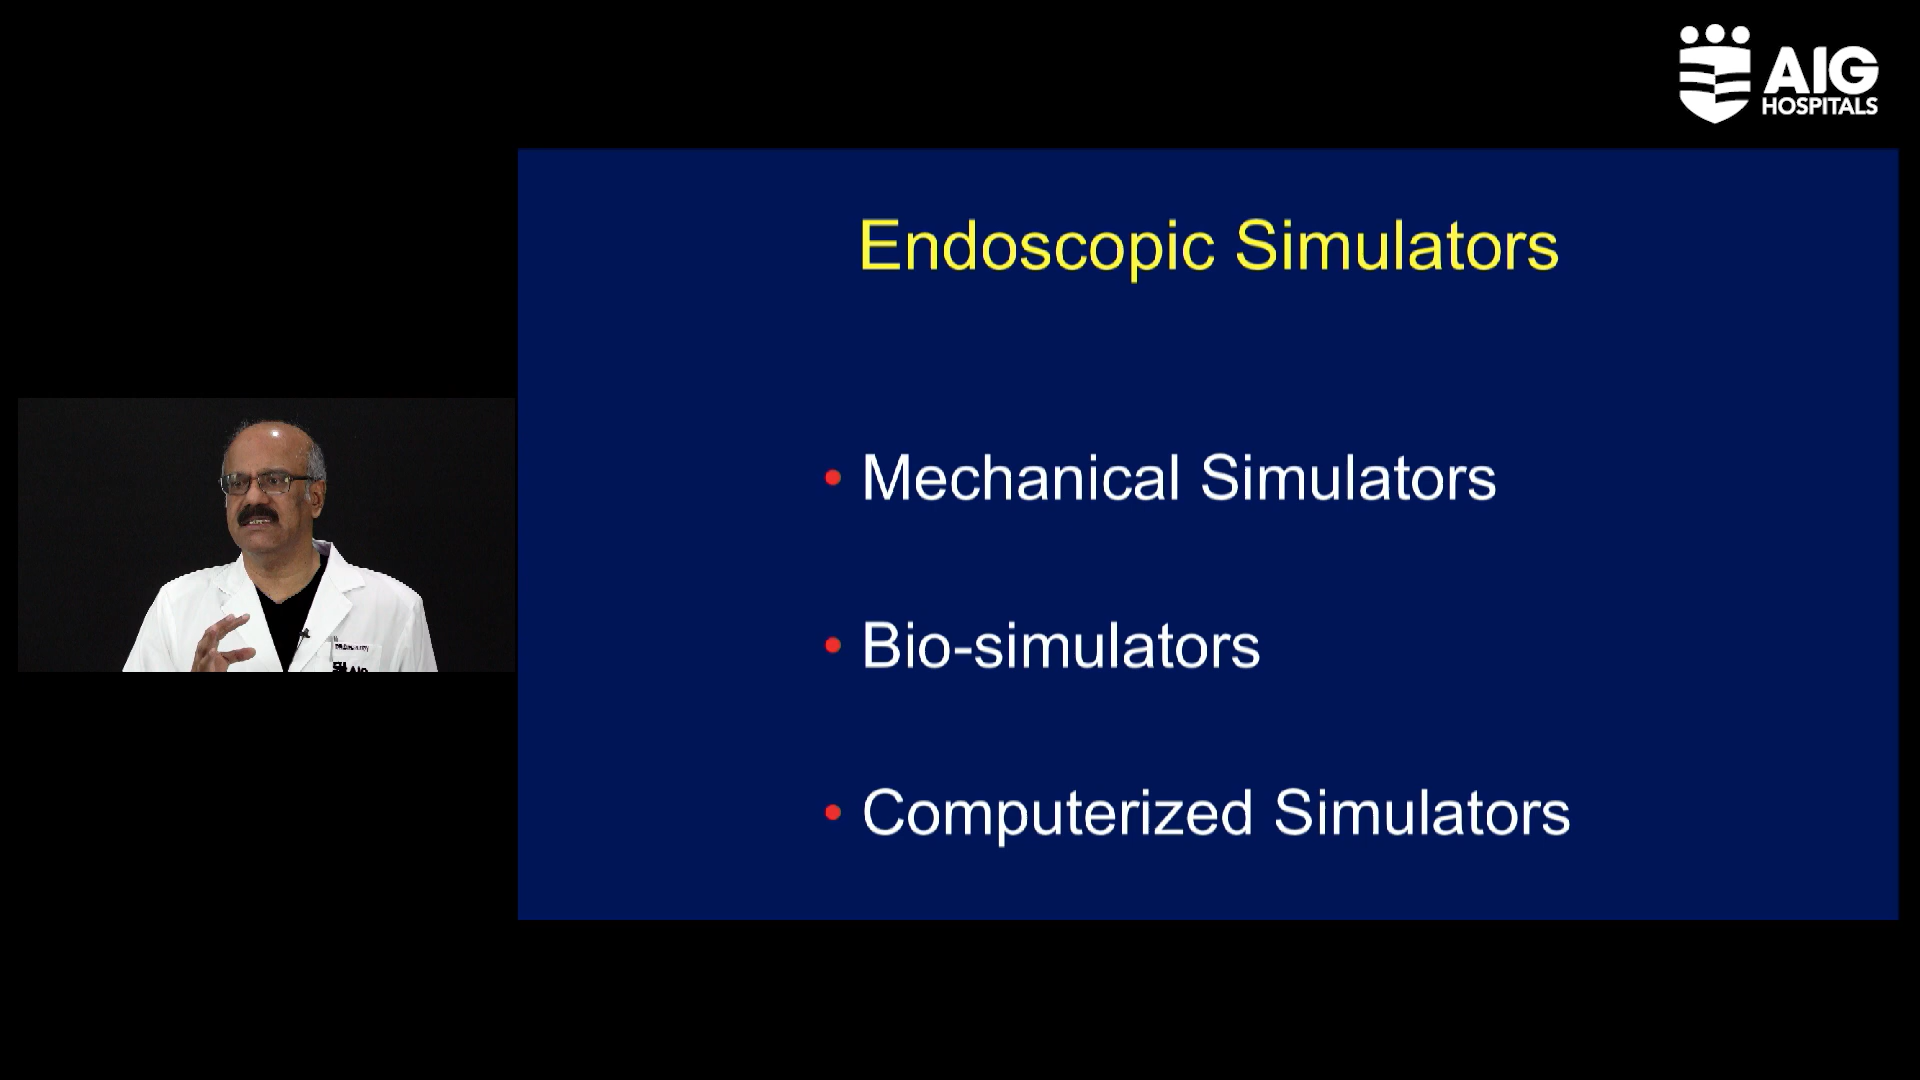 AIG
HOSPITALS
Endoscopic Simulators
• Mechanical Simulators
• Bio-simulators
• Computerized Simulators